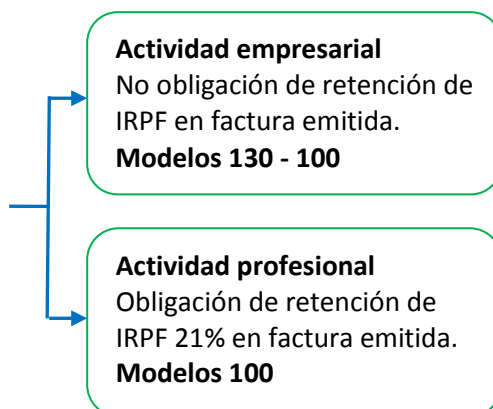 Actividad empresarial
No obligación de retención de
IRPF en factura emitida.
Modelos 130 - 100
Actividad profesional
Obligación de retención de
IRPF 21% en factura emitida.
Modelos 100